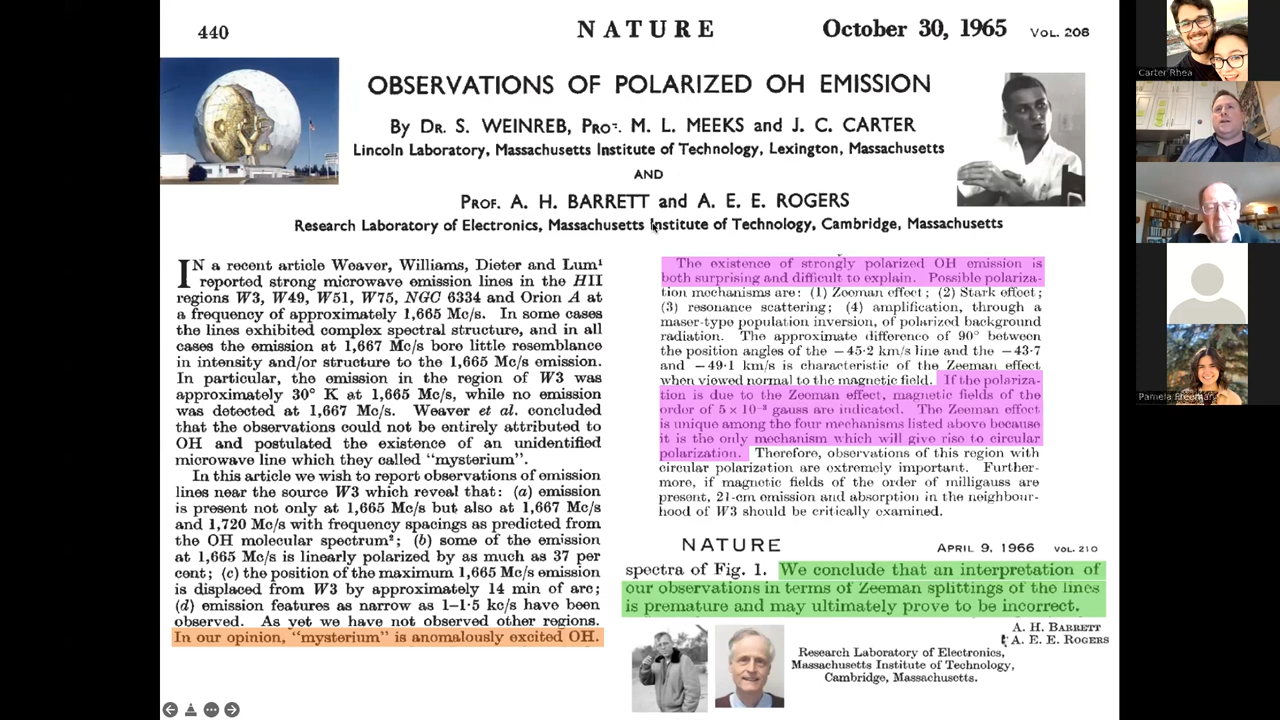 440
NATURE
October 30, 1965 VOL. 208
OBSERVATIONS OF POLARIZED OH EMISSION
By DR. S. WEINREB, PROF. M. L. MEEKS and J. C. CARTER
Lincoln Laboratory, Massachusetts Institute of Technology, Lexington, Massachusetts
AND
PROF. A. H. BARRETT and A. E. E. ROGERS
Research Laboratory of Electronics, Massachusetts Institute of Technology, Cambridge, Massachusetts
IN a recent article Weaver, Williams, Dieter and Lum¹
reported strong microwave emission lines in the HII
regions W3, W49, W51, W75, NGC 6334 and Orion A at
a frequency of approximately 1,665 Mc/s. In some cases
the lines exhibited complex spectral structure, and in all
cases the emission at 1,667 Mc/s bore little resemblance
in intensity and/or structure to the 1,665 Mc/s emission.
In particular, the emission in the region of W3 was
approximately 30° K at 1,665 Mc/s, while no emission
was detected at 1,667 Mc/s. Weaver et al. concluded
that the observations could not be entirely attributed to
OH and postulated the existence of an unidentified
microwave line which they called "mysterium".
In this article we wish to report observations of emission
lines near the source W3 which reveal that: (a) emission
is present not only at 1,665 Mc/s but also at 1,667 Mc/s
and 1,720 Mc/s with frequency spacings as predicted from
the OH molecular spectrum²; (b) some of the emission
at 1,665 Mc/s is linearly polarized by as much as 37 per
cent; (c) the position of the maximum 1,665 Mc/s emission
is displaced from W3 by approximately 14 min of arc;
(d) emission features as narrow as 1–1·5 kc/s have been
observed. As yet we have not observed other regions.
In our opinion, "mysterium" is anomalously excited OH.
The existence of strongly polarized OH emission is
both surprising and difficult to explain. Possible polariza-
tion mechanisms are: (1) Zeeman effect; (2) Stark effect;
(3) resonance scattering; (4) amplification, through a
maser-type population inversion, of polarized background
radiation. The approximate difference of 90° between
the position angles of the −45·2 km/s line and the −43·7
and −49·1 km/s is characteristic of the Zeeman effect
when viewed normal to the magnetic field. If the polariza-
tion is due to the Zeeman effect, magnetic fields of the
order of 5 × 10⁻³ gauss are indicated. The Zeeman effect
is unique among the four mechanisms listed above because
it is the only mechanism which will give rise to circular
polarization. Therefore, observations of this region with
circular polarization are extremely important. Further-
more, if magnetic fields of the order of milligauss are
present, 21-cm emission and absorption in the neighbour-
hood of W3 should be critically examined.
NATURE APRIL 9, 1966 VOL. 210
spectra of Fig. 1. We conclude that an interpretation of
our observations in terms of Zeeman splittings of the lines
is premature and may ultimately prove to be incorrect.
A. H. BARRETT
A. E. E. ROGERS
Research Laboratory of Electronics,
Massachusetts Institute of Technology,
Cambridge, Massachusetts.
Carter Rhea
Pamela Freeman